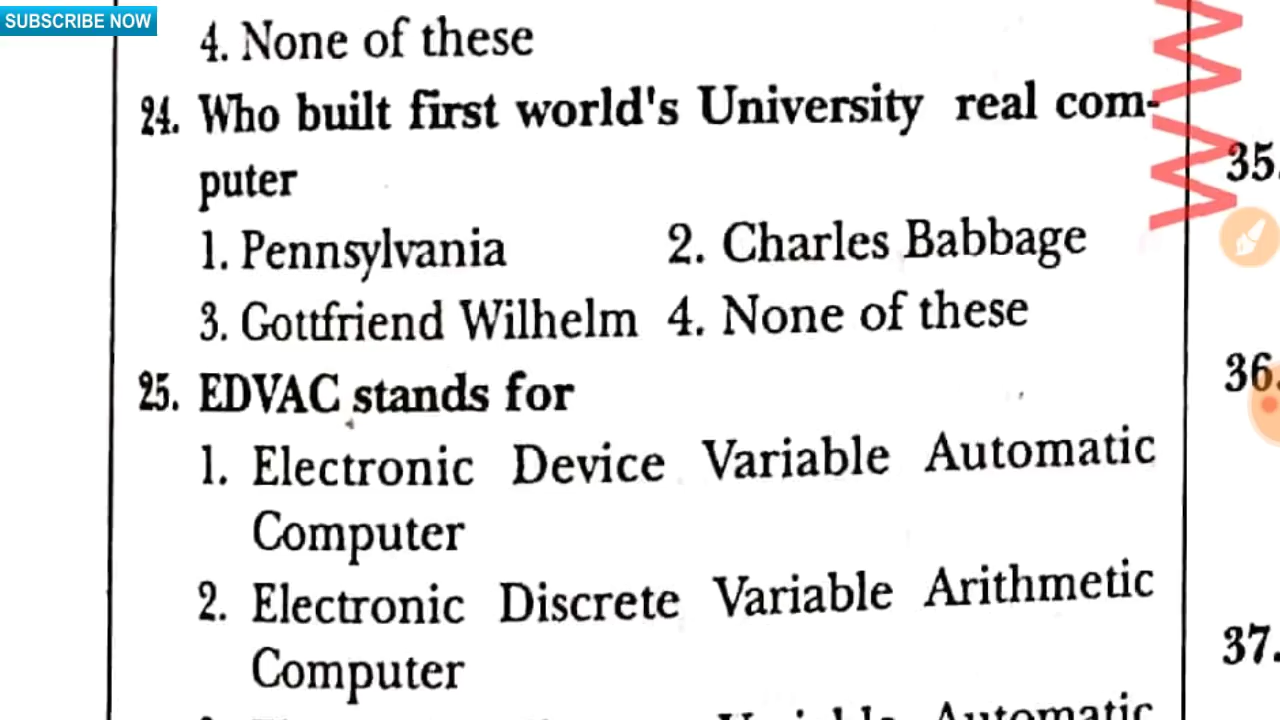 SUBSCRIBE NOW
4. None of these
24. Who built first world's University real com-
puter
1. Pennsylvania 2. Charles Babbage
3. Gottfriend Wilhelm 4. None of these
25. EDVAC stands for
1. Electronic Device Variable Automatic
Computer
2. Electronic Discrete Variable Arithmetic
Computer
Variable Automatic
35.
36.
37.